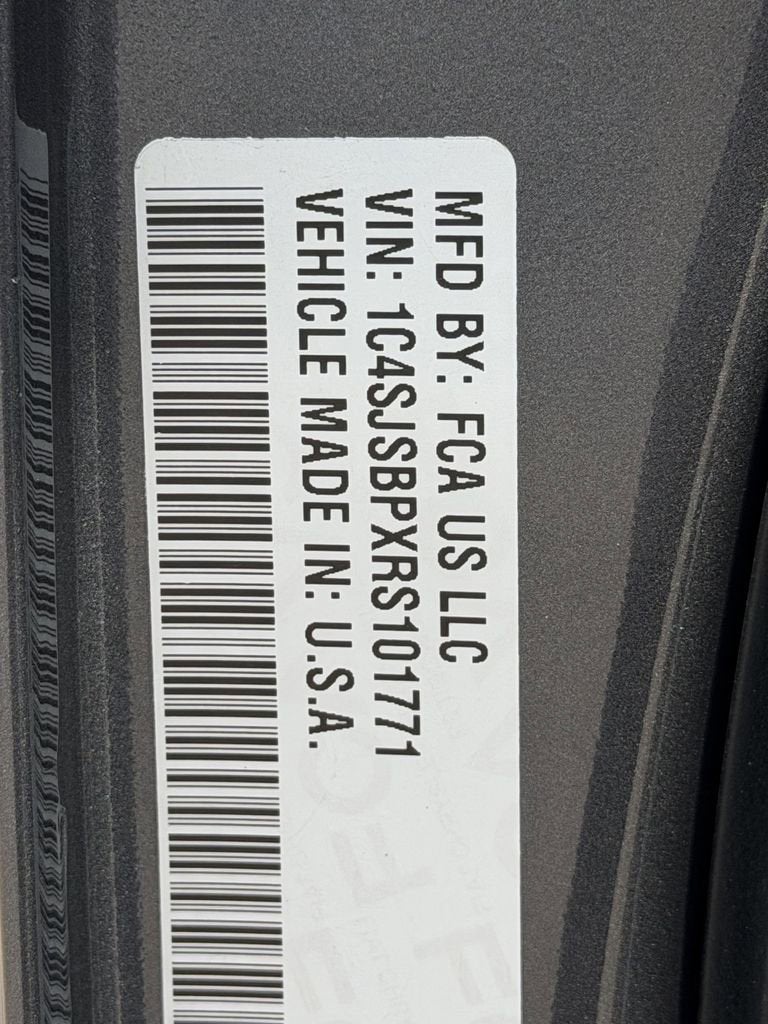 MFD BY: FCA US LLC
VIN: 1C4SJSBPXRS101771
VEHICLE MADE IN: U.S.A.